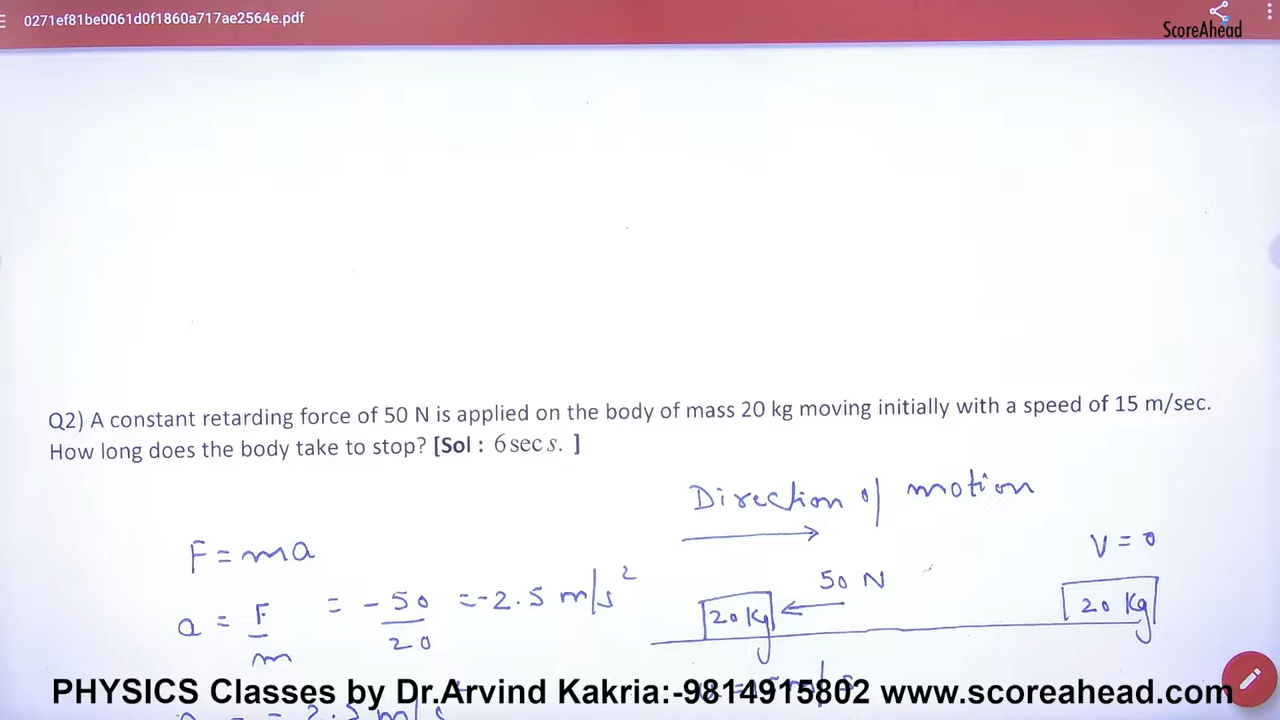 0271ef81be0061d0f1860a717ae2564e.pdf
ScoreAhead
Q2) A constant retarding force of 50 N is applied on the body of mass 20 kg moving initially with a speed of 15 m/sec.
How long does the body take to stop? [Sol : 6 sec s. ]
Direction of motion
F = ma
V = 0
50 N
a = F/m = -50/20 = -2.5 m/s²
20 Kg
20 Kg
PHYSICS Classes by Dr.Arvind Kakria:-9814915802 www.scoreahead.com